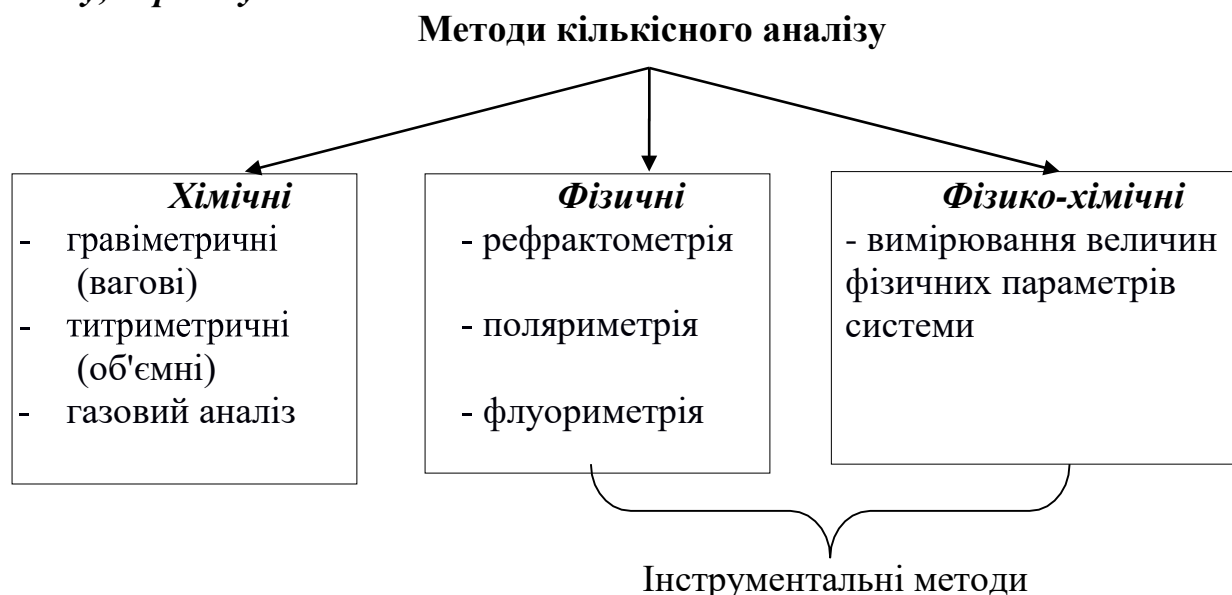 Методи кількісного аналізу
Хімічні
- гравіметричні
(вагові)
- титриметричні
(об'ємні)
- газовий аналіз
Фізичні
- рефрактометрія
- поляриметрія
- флуориметрія
Фізико-хімічні
- вимірювання величин
фізичних параметрів
системи
Інструментальні методи